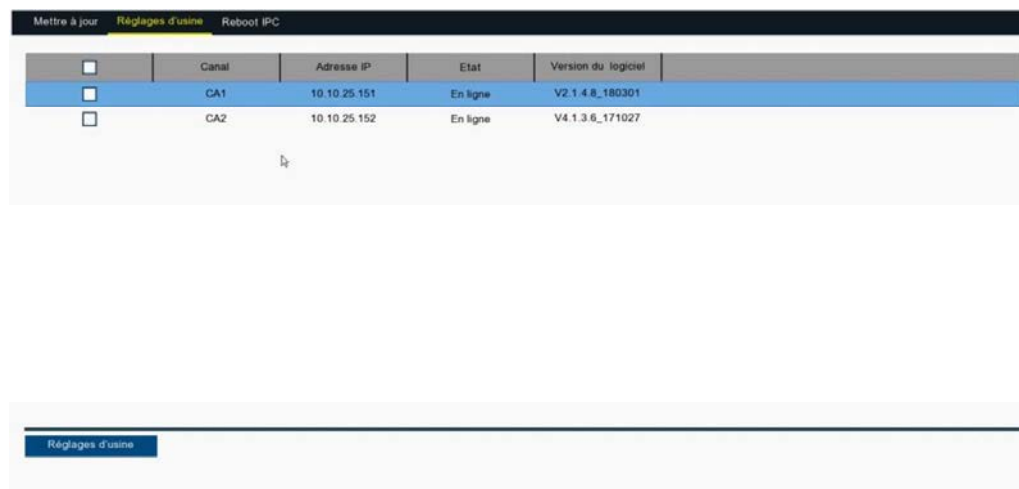 Mettre à jour Réglages d'usine Reboot IPC
Canal Adresse IP Etat Version du logiciel
CA1 10.10.25.151 En ligne V2.1.4.8_180301
CA2 10.10.25.152 En ligne V4.1.3.6_171027
Réglages d'usine